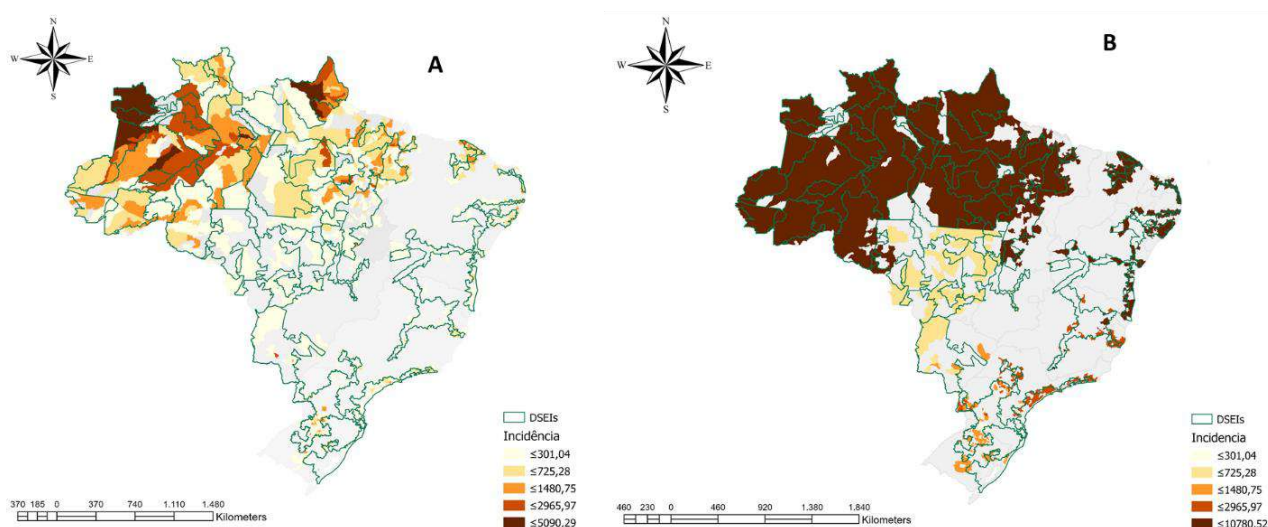 N
W E
S
A
DSEIs
Incidência
≤301,04
≤725,28
≤1480,75
≤2965,97
≤5090,29
370 185 0 370 740 1.110 1.480
Kilometers
N
W E
S
B
DSEIs
Incidencia
≤301,04
≤725,28
≤1480,75
≤2965,97
≤10780,52
460 230 0 460 920 1.380 1.840
Kilometers